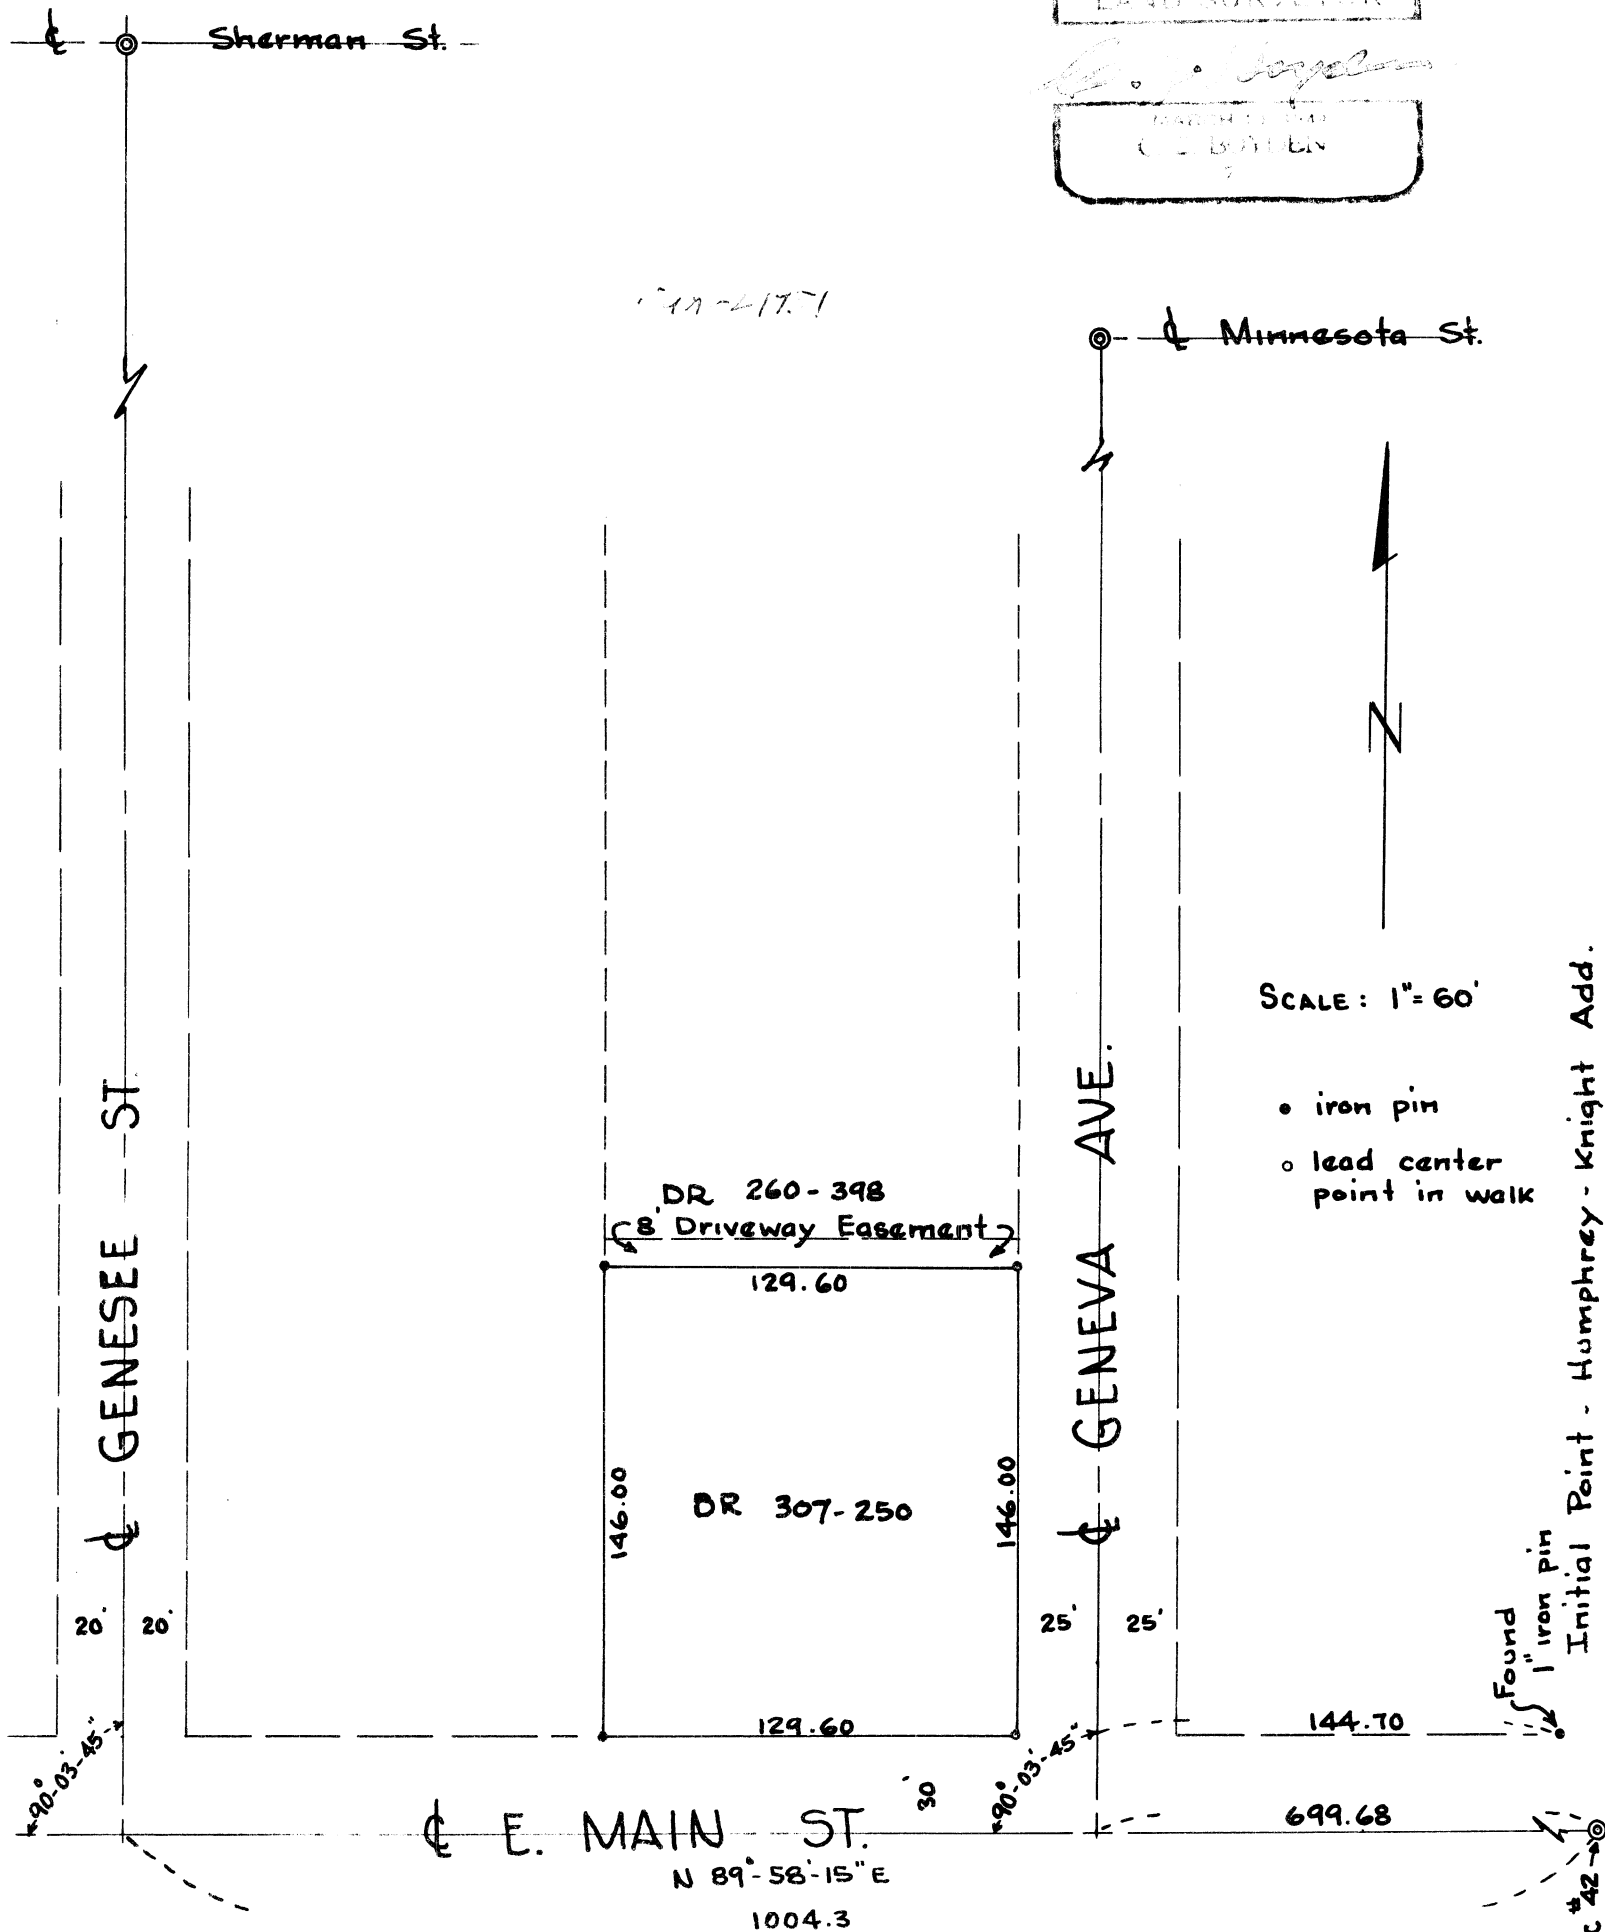 ℄ Sherman St.
C. E. BOYDEN
℄ Minnesota St.
N
SCALE: 1"= 60'
• iron pin
○ lead center
point in walk
DR 260-398
8' Driveway Easement
129.60
146.00
DR 307-250
146.00
129.60
℄ GENESEE ST.
20' 20'
℄ GENEVA AVE.
25' 25'
Initial Point - Humphrey - Knight Add.
Found
1" iron pin
144.70
90°-03'-45"
90°-03'-45"
30'
℄ E. MAIN ST.
N 89°-58'-15" E
1004.3
699.68
#42